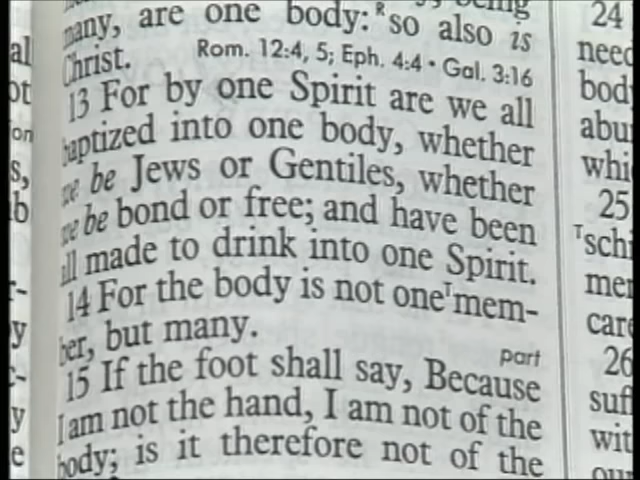 many, are one body: R so also is
Christ. Rom. 12:4, 5; Eph. 4:4 • Gal. 3:16
13 For by one Spirit are we all
baptized into one body, whether
we be Jews or Gentiles, whether
we be bond or free; and have been
all made to drink into one Spirit.
14 For the body is not one T mem-
ber, but many. part
15 If the foot shall say, Because
I am not the hand, I am not of the
body; is it therefore not of the
24
need
body
abu
whi
25
T sch
mer
care
26
suff
wit
our